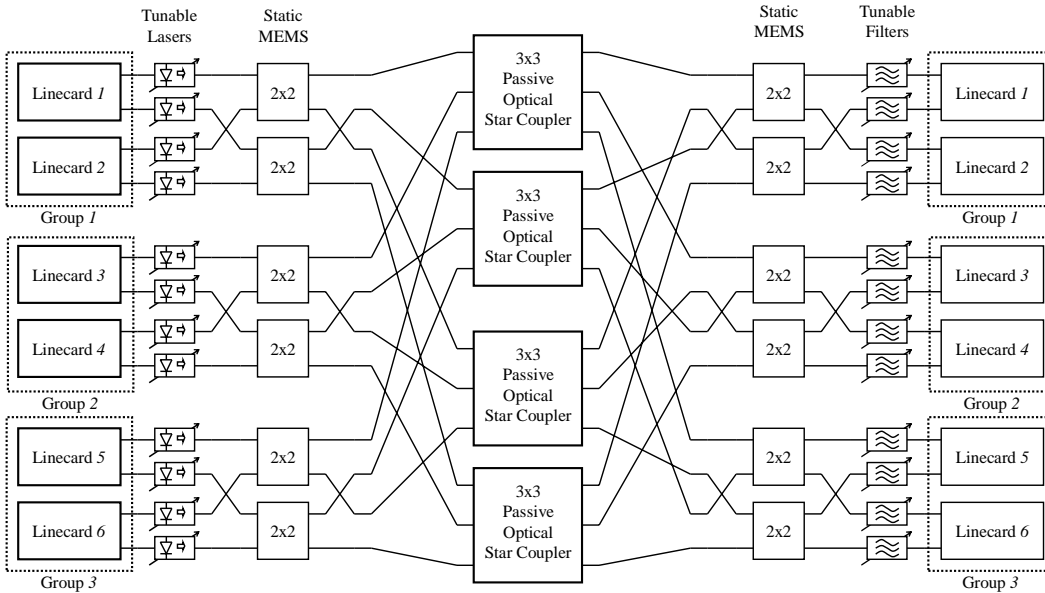 Tunable
Lasers
Static
MEMS
Static
MEMS
Tunable
Filters
Linecard 1
Linecard 2
Group 1
Linecard 3
Linecard 4
Group 2
Linecard 5
Linecard 6
Group 3
2x2
2x2
2x2
2x2
2x2
2x2
3x3
Passive
Optical
Star Coupler
3x3
Passive
Optical
Star Coupler
3x3
Passive
Optical
Star Coupler
3x3
Passive
Optical
Star Coupler
2x2
2x2
2x2
2x2
2x2
2x2
Linecard 1
Linecard 2
Group 1
Linecard 3
Linecard 4
Group 2
Linecard 5
Linecard 6
Group 3